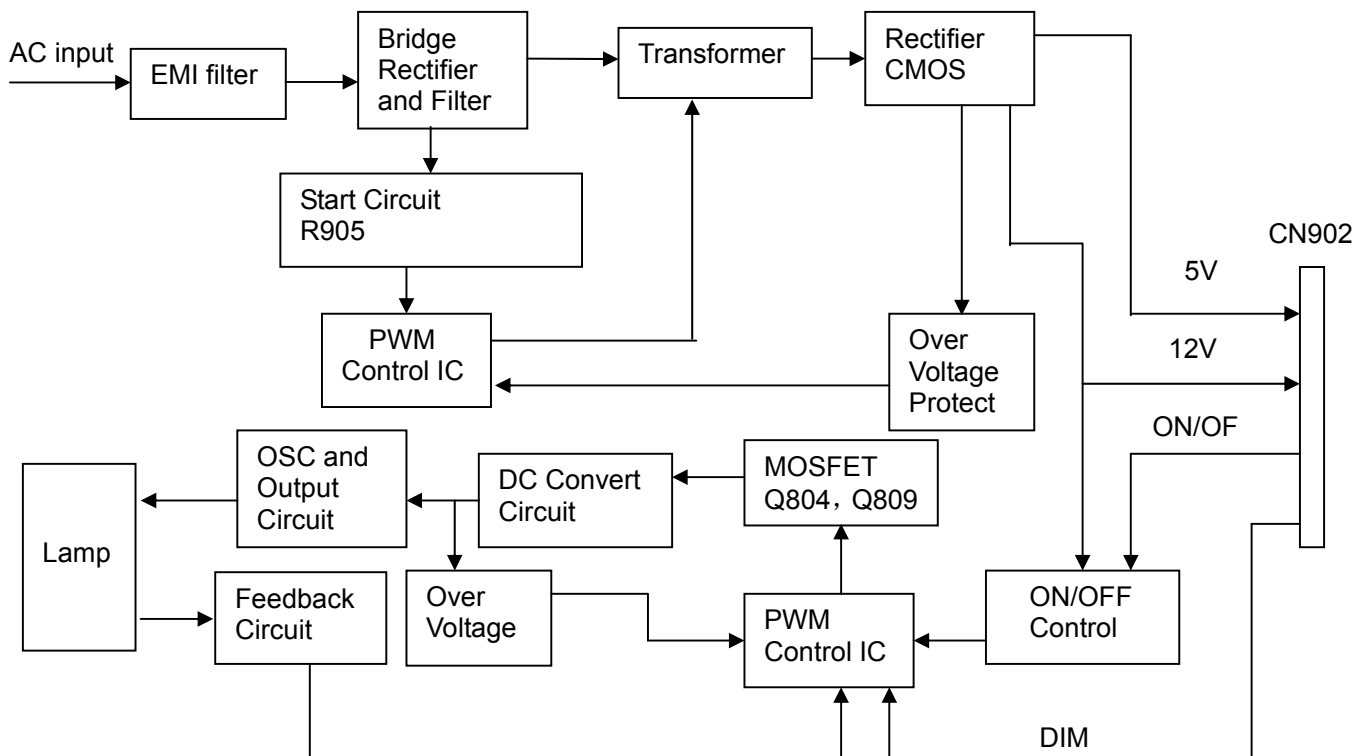 AC input
EMI filter
Bridge
Rectifier
and Filter
Transformer
Rectifier
CMOS
Start Circuit
R905
CN902
5V
PWM
Control IC
Over
Voltage
Protect
12V
ON/OF
Lamp
OSC and
Output
Circuit
DC Convert
Circuit
MOSFET
Q804，Q809
Feedback
Circuit
Over
Voltage
PWM
Control IC
ON/OFF
Control
DIM